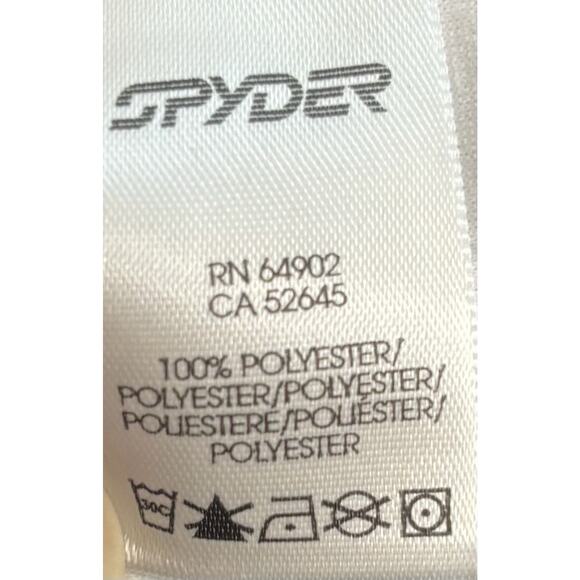 SPYDER
RN 64902
CA 52645
100% POLYESTER/
POLYESTER/POLYESTER/
POLIESTERE/POLIÉSTER/
POLYESTER
30C